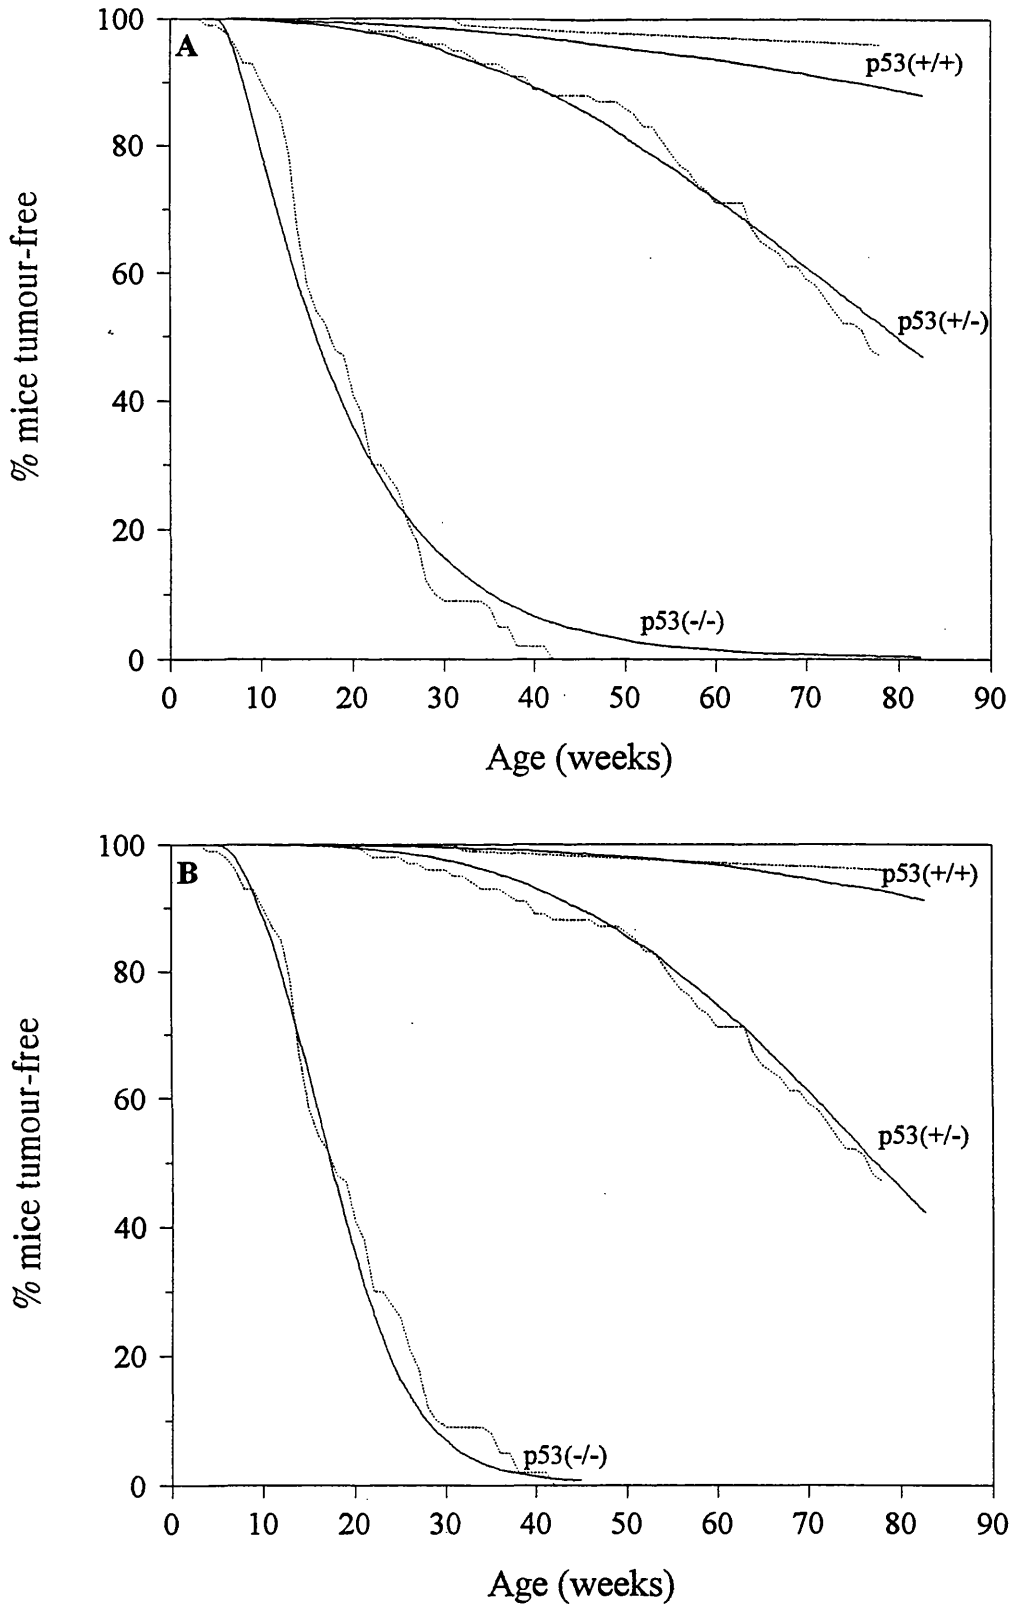 100
A
p53(+/+)
80
60
p53(+/-)
40
20
p53(-/-)
0
0 10 20 30 40 50 60 70 80 90
% mice tumour-free
Age (weeks)
100
B
p53(+/+)
80
60
p53(+/-)
40
20
p53(-/-)
0
0 10 20 30 40 50 60 70 80 90
% mice tumour-free
Age (weeks)